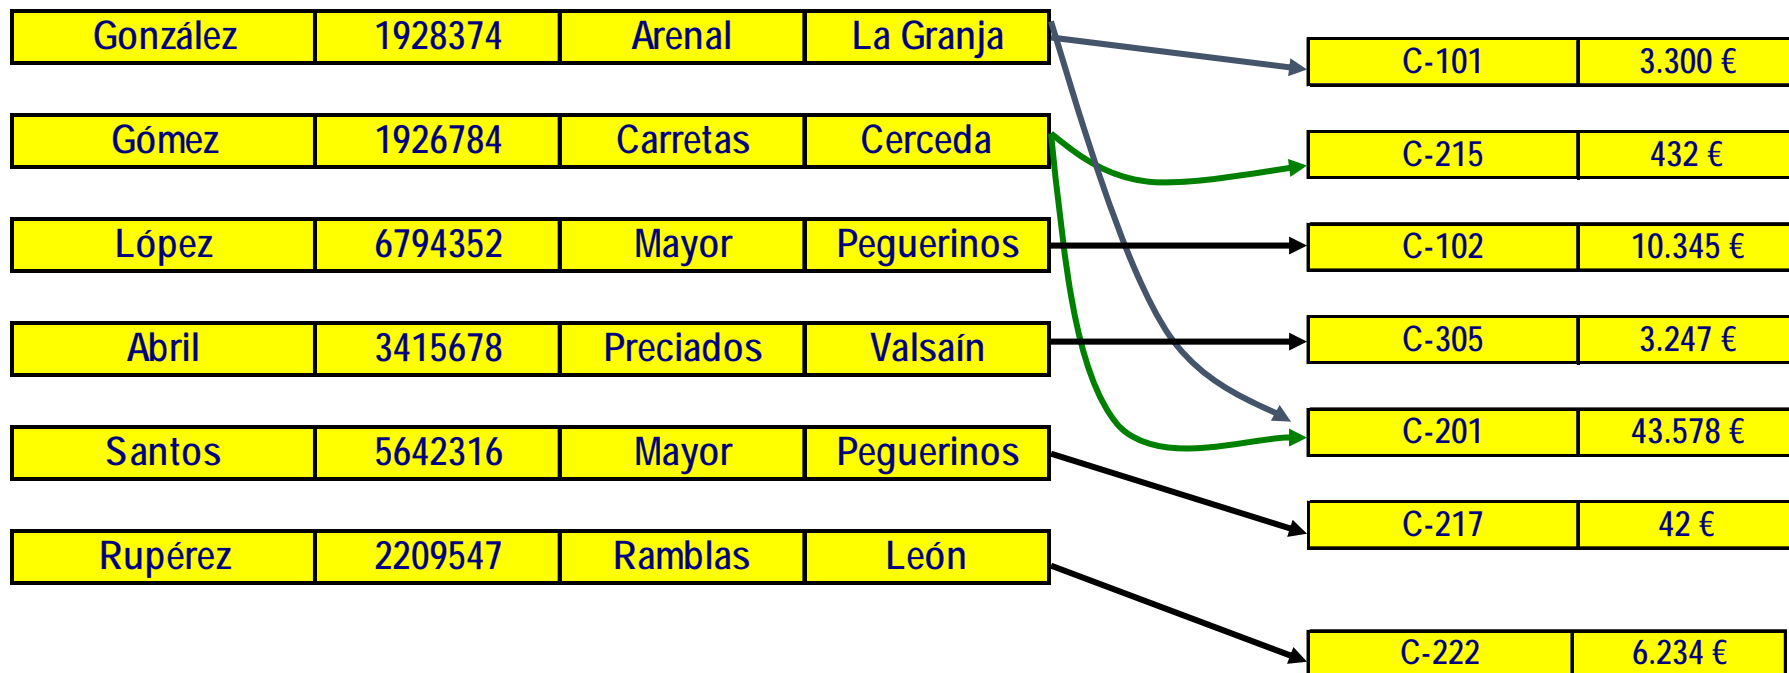 González 1928374 Arenal La Granja
C-101 3.300 €
Gómez 1926784 Carretas Cerceda
C-215 432 €
López 6794352 Mayor Peguerinos
C-102 10.345 €
Abril 3415678 Preciados Valsaín
C-305 3.247 €
Santos 5642316 Mayor Peguerinos
C-201 43.578 €
Rupérez 2209547 Ramblas León
C-217 42 €
C-222 6.234 €